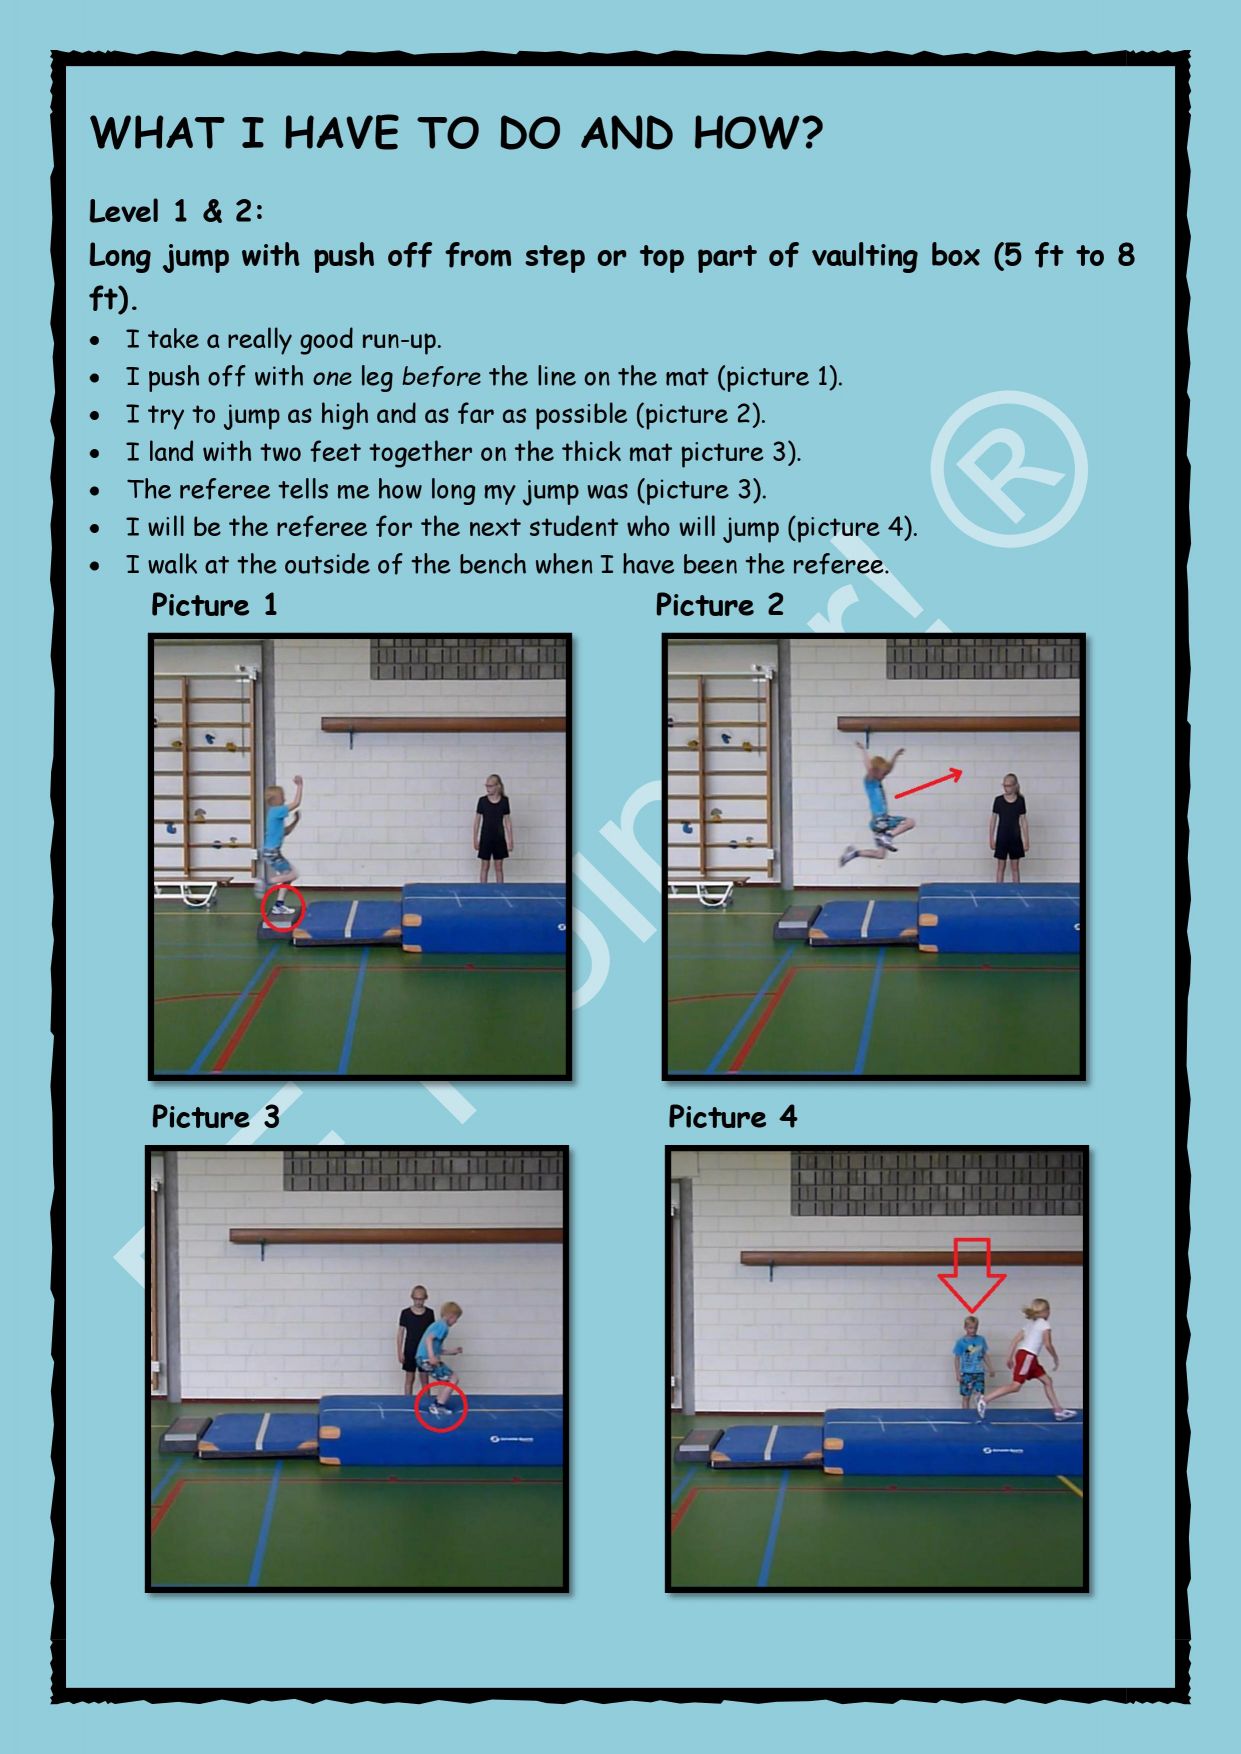 WHAT I HAVE TO DO AND HOW?
Level 1 & 2:
Long jump with push off from step or top part of vaulting box (5 ft to 8
ft).
• I take a really good run-up.
• I push off with one leg before the line on the mat (picture 1).
• I try to jump as high and as far as possible (picture 2).
• I land with two feet together on the thick mat picture 3).
• The referee tells me how long my jump was (picture 3).
• I will be the referee for the next student who will jump (picture 4).
• I walk at the outside of the bench when I have been the referee.
Picture 1
Picture 2
Picture 3
Picture 4